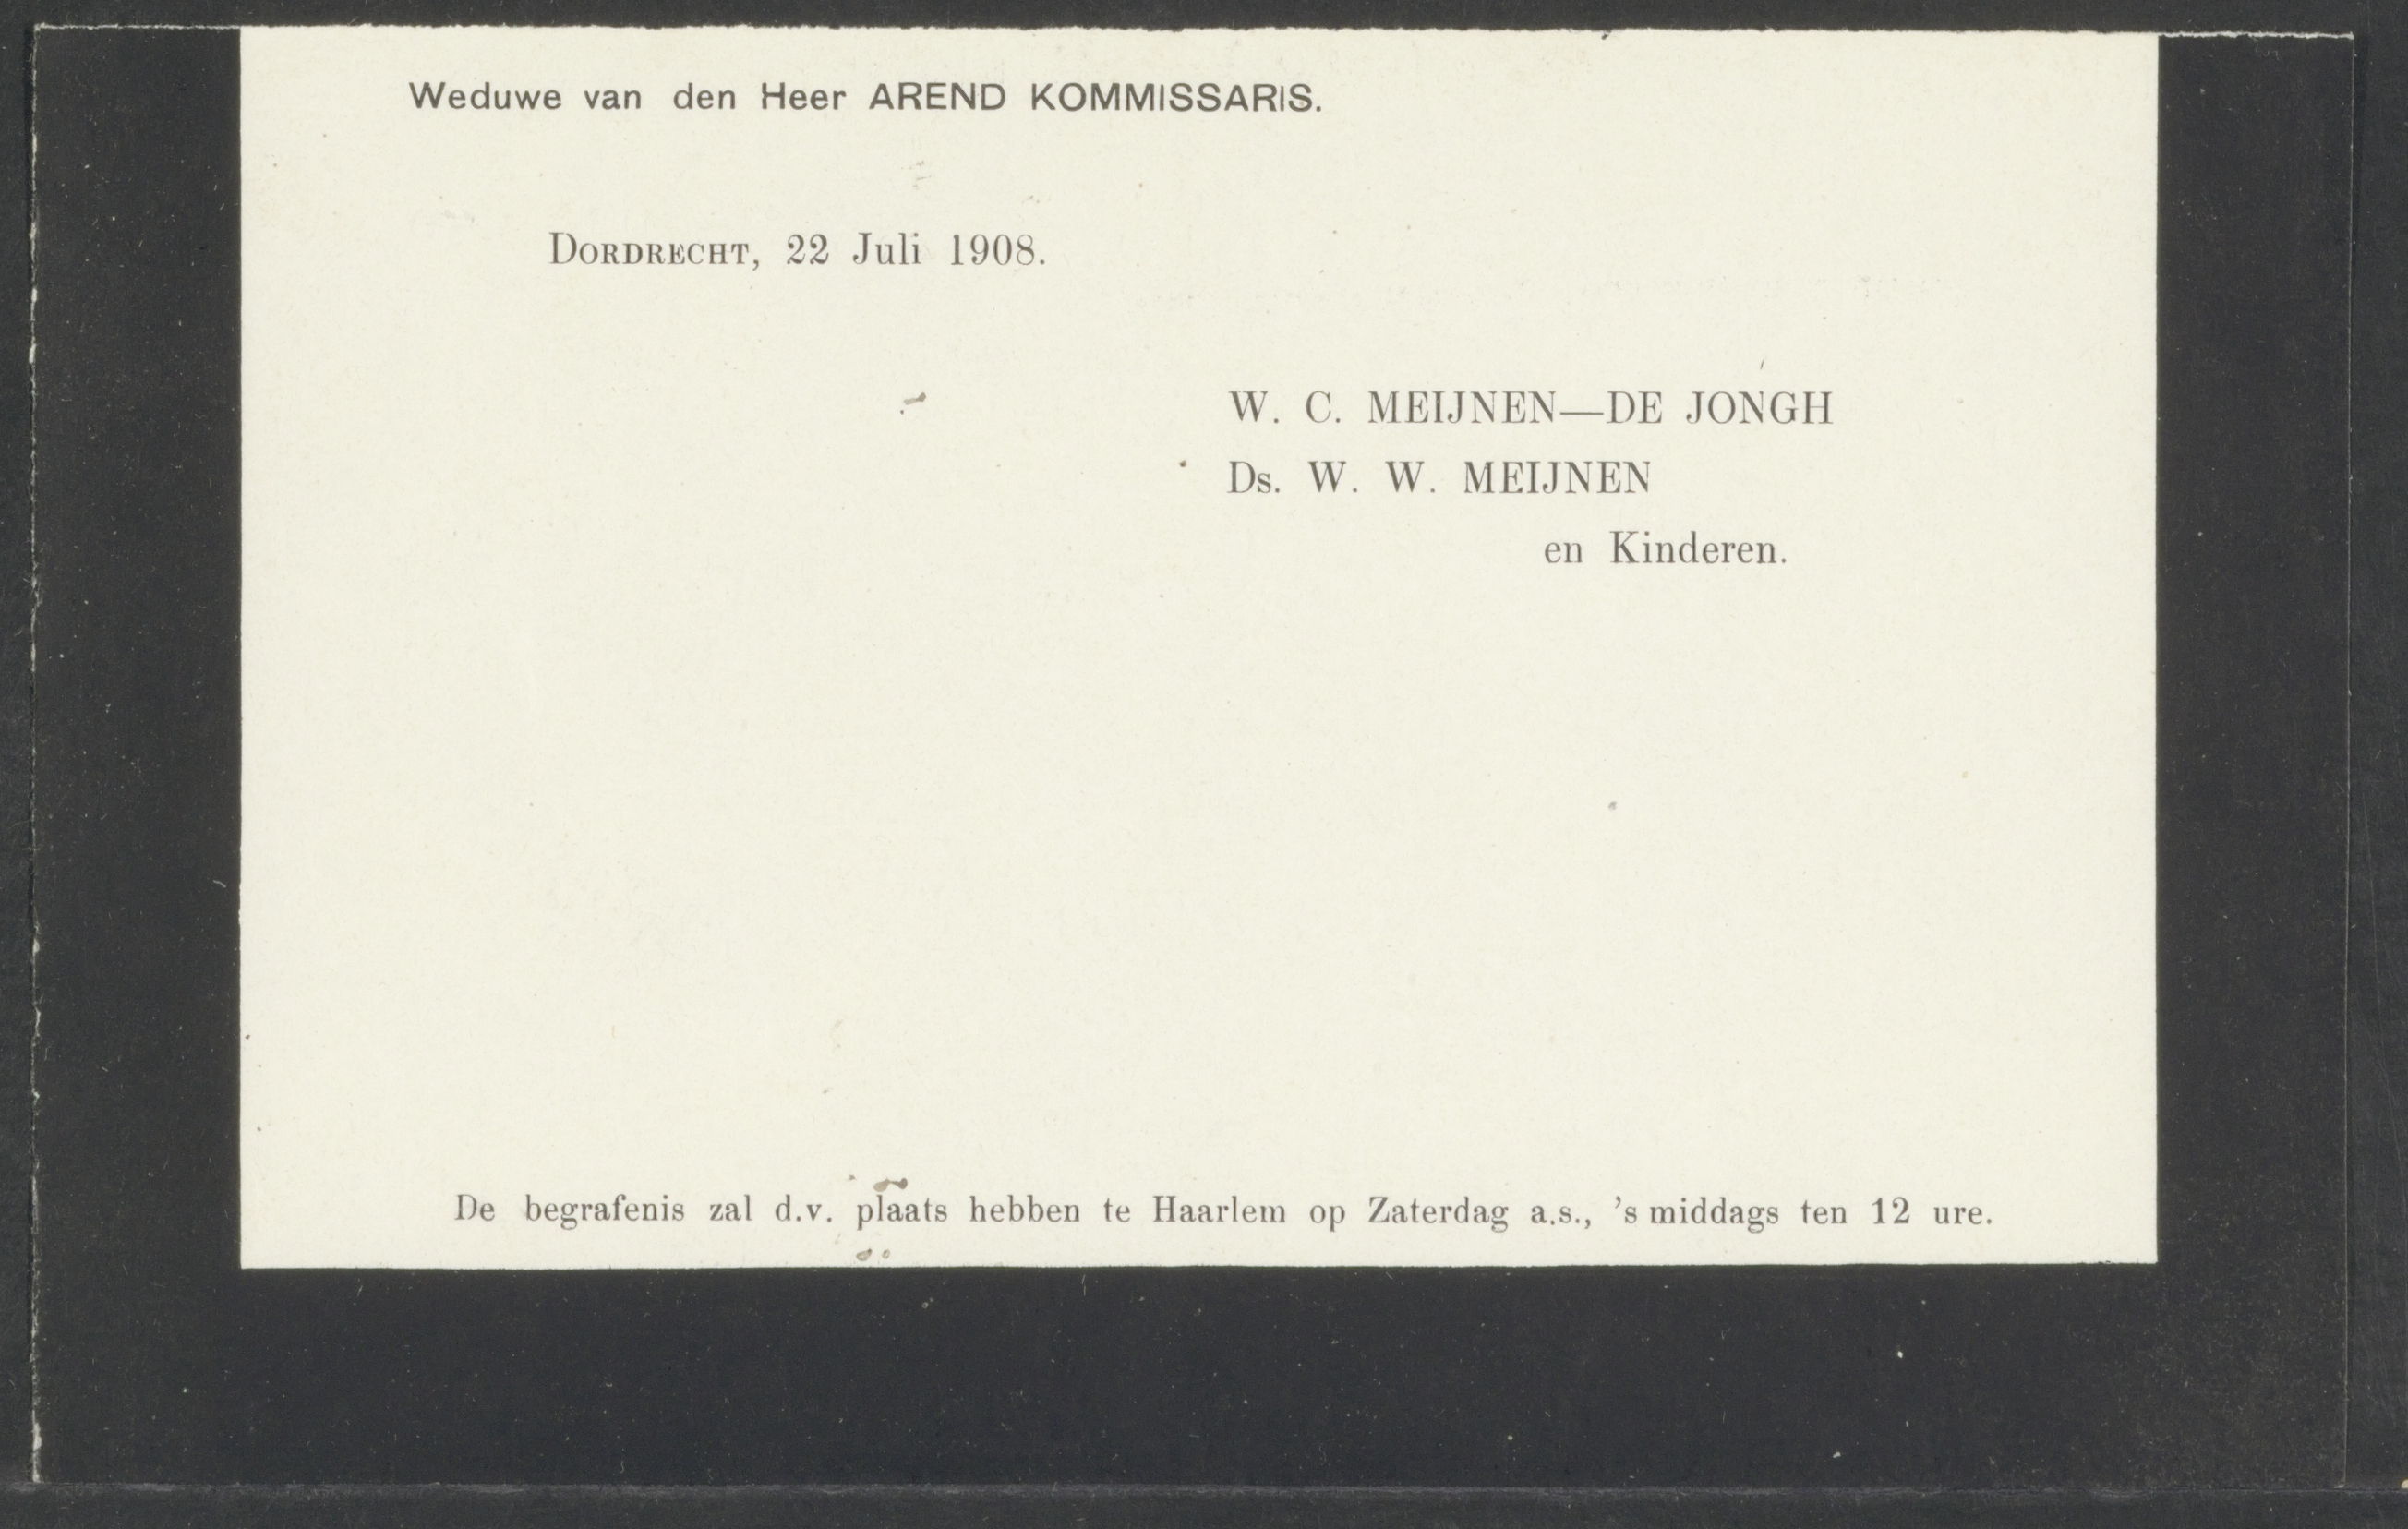 Weduwe van den Heer AREND KOMMISSARIS.
DORDRECHT, 22 Juli 1908.
W. C. MEIJNEN—DE JONGH
Ds. W. W. MEIJNEN
en Kinderen.
De begrafenis zal d.v. plaats hebben te Haarlem op Zaterdag a.s., 's middags ten 12 ure.